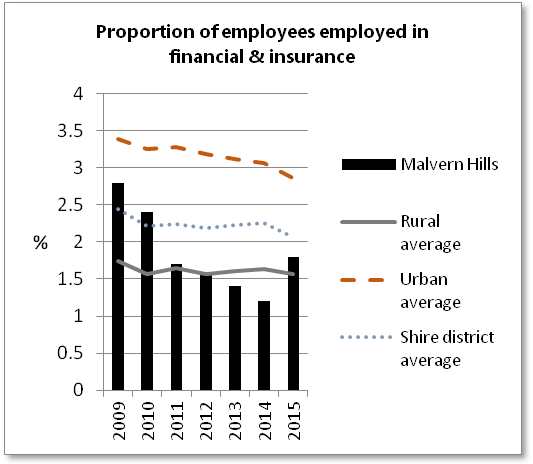 Proportion of employees employed in
financial & insurance
4
3.5
3
2.5
2
1.5
1
0.5
0
%
2009
2010
2011
2012
2013
2014
2015
Malvern Hills
Rural
average
Urban
average
Shire district
average